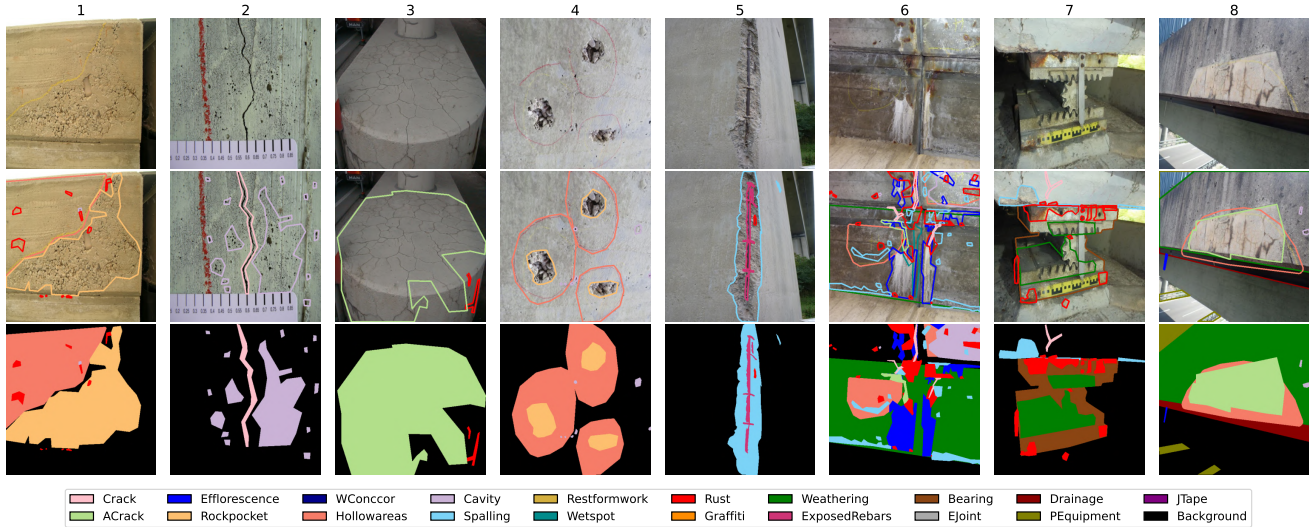 1 2 3 4 5 6 7 8
Crack Efflorescence WConccor Cavity Restformwork Rust Weathering Bearing Drainage JTape
ACrack Rockpocket Hollowareas Spalling Wetspot Graffiti ExposedRebars EJoint PEquipment Background